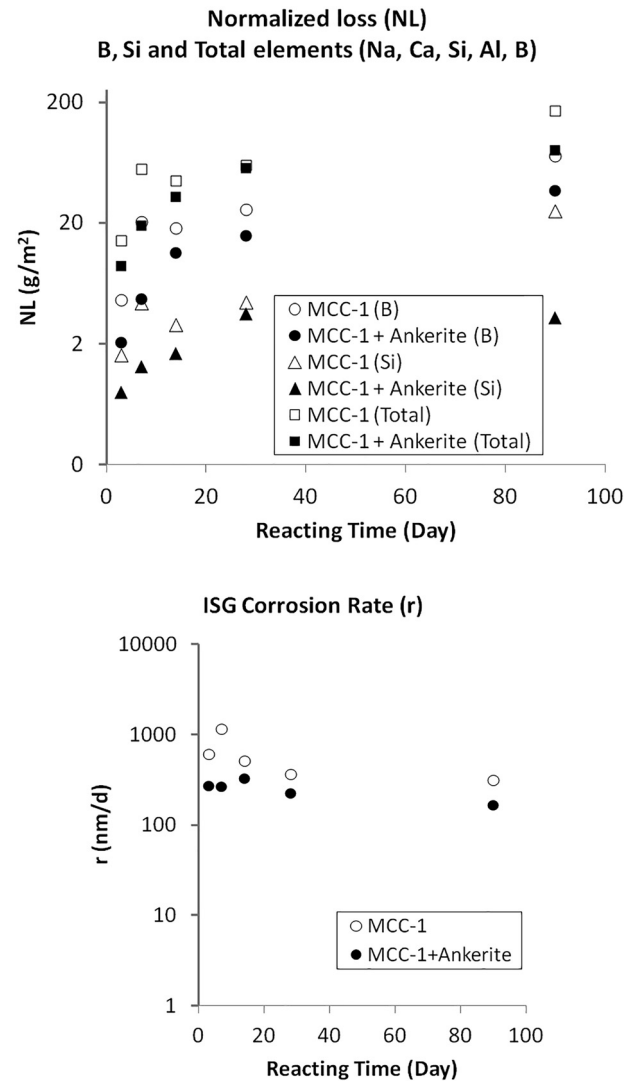 Normalized loss (NL)
B, Si and Total elements (Na, Ca, Si, Al, B)
200
20
2
0
NL (g/m²)
MCC-1 (B)
MCC-1 + Ankerite (B)
MCC-1 (Si)
MCC-1 + Ankerite (Si)
MCC-1 (Total)
MCC-1 + Ankerite (Total)
0 20 40 60 80 100
Reacting Time (Day)
ISG Corrosion Rate (r)
10000
1000
100
10
1
r (nm/d)
MCC-1
MCC-1+Ankerite
0 20 40 60 80 100
Reacting Time (Day)